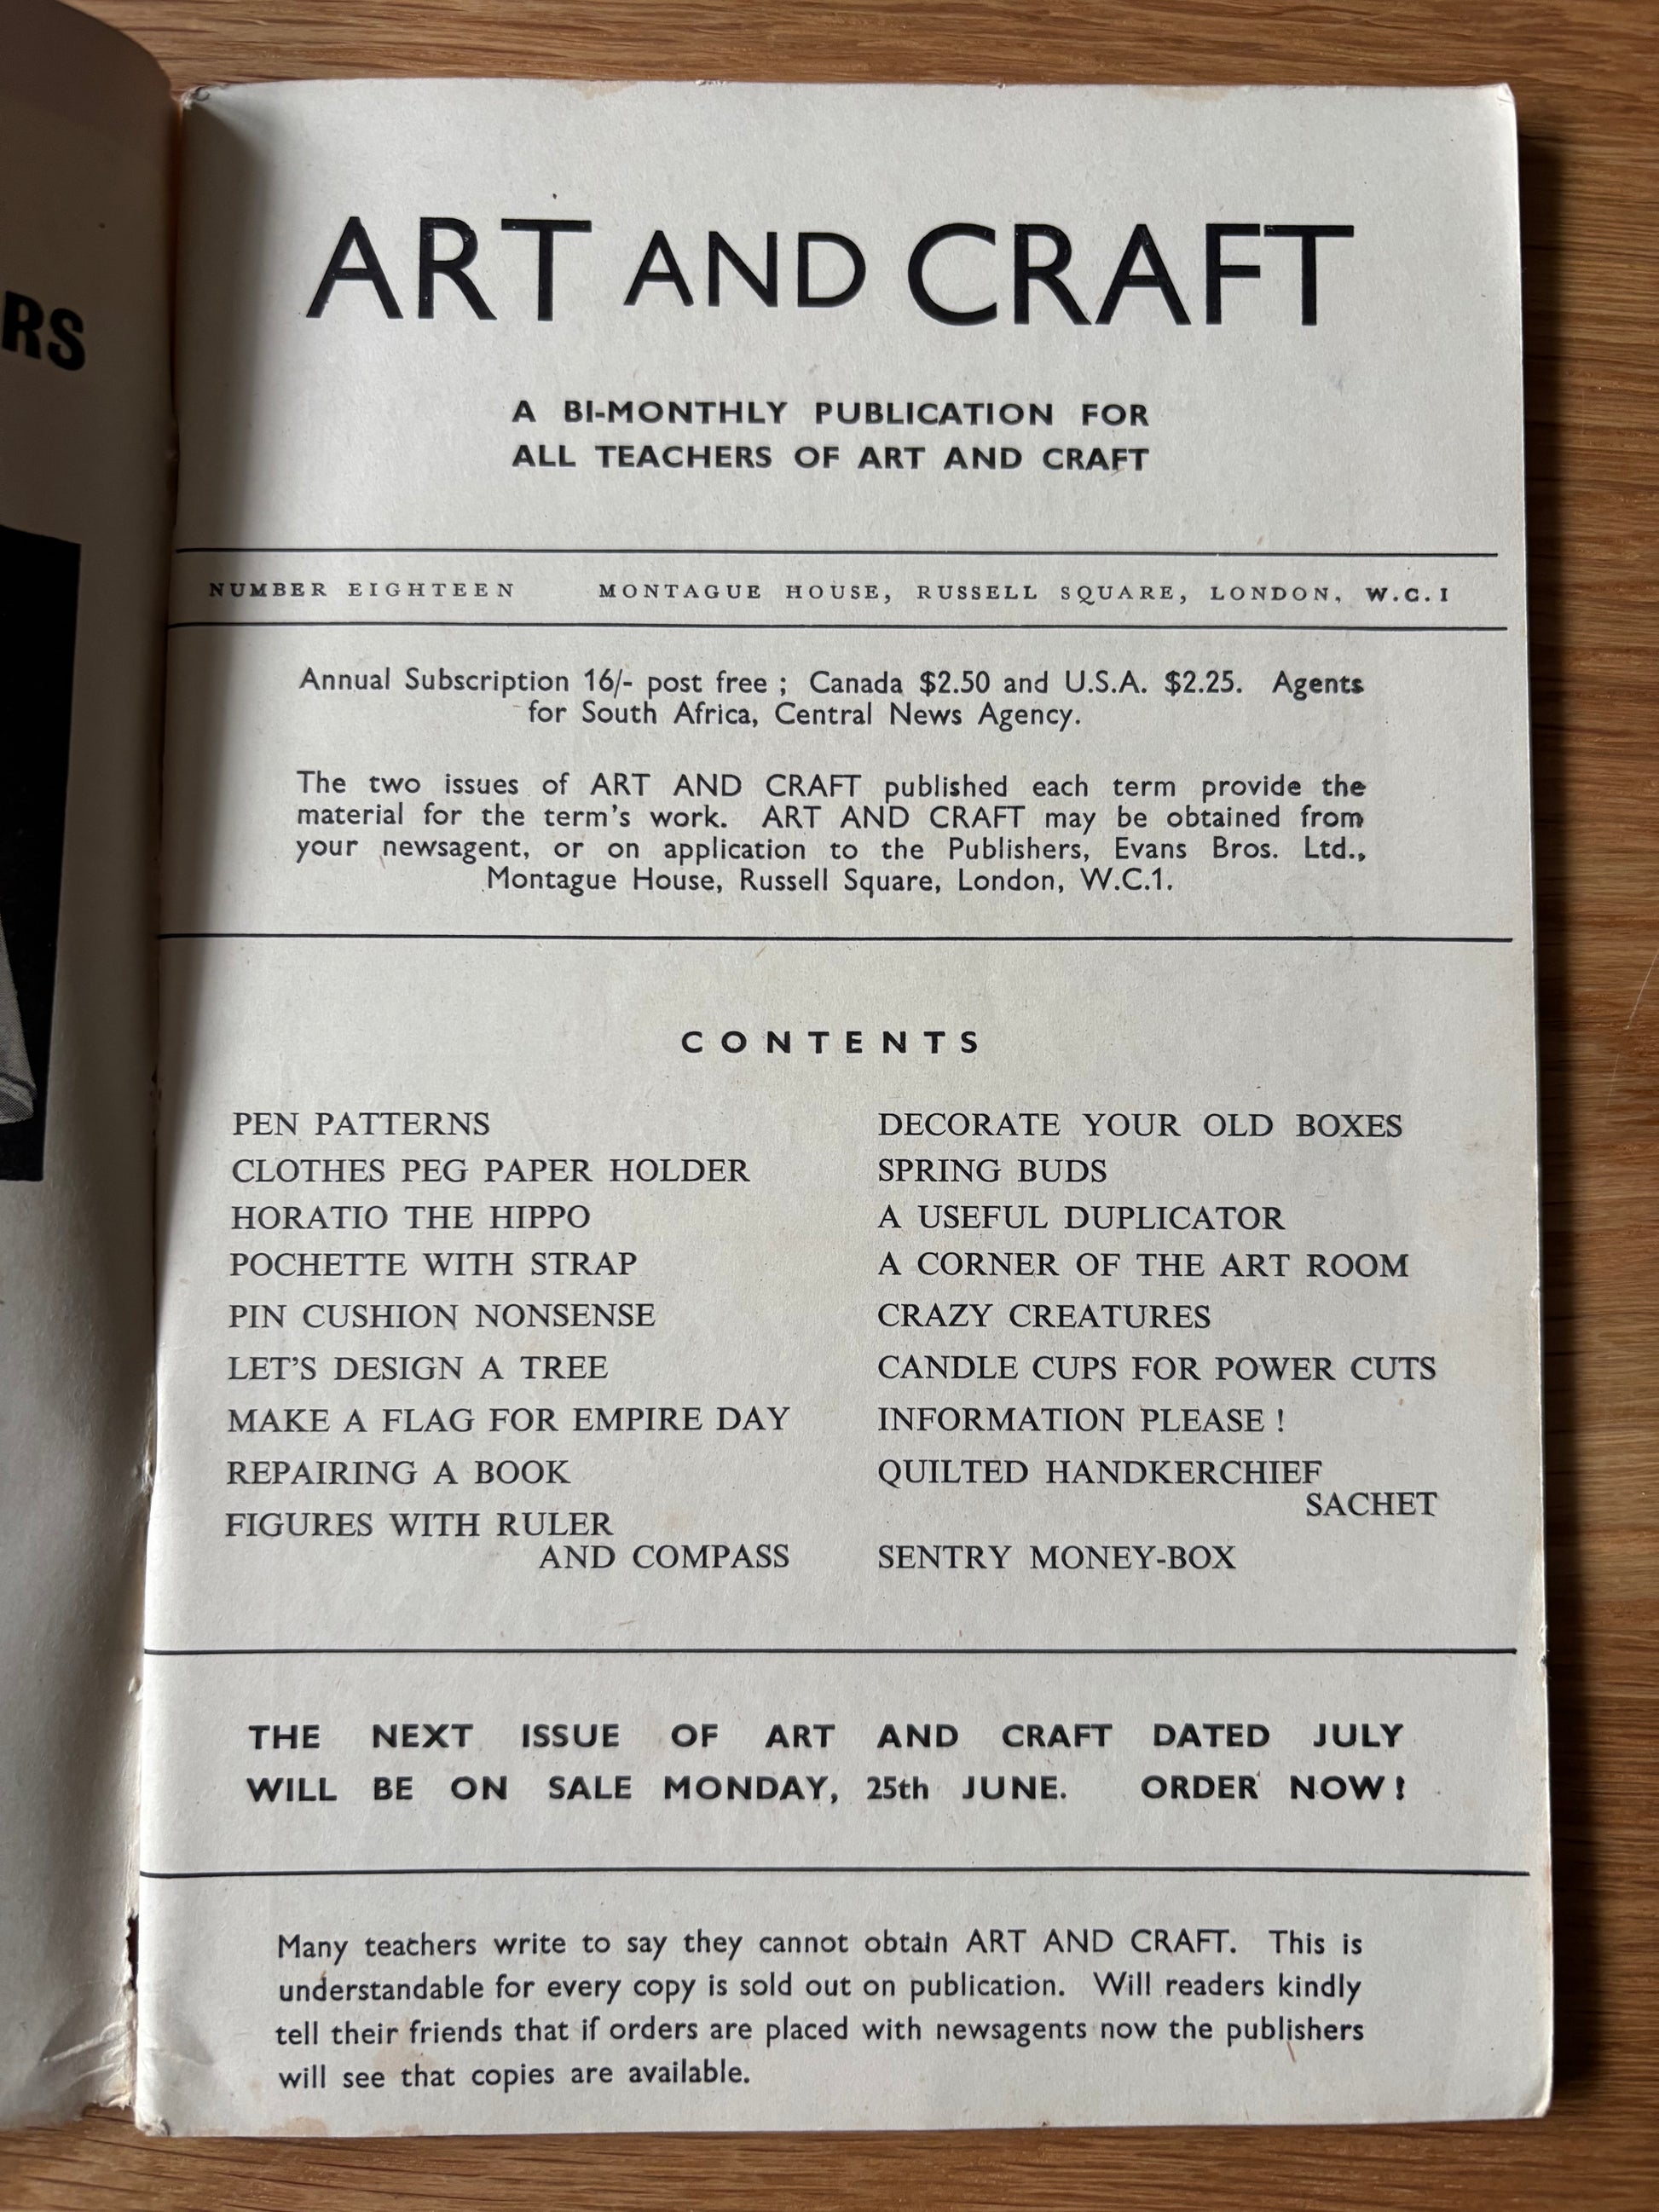 RS
ART AND CRAFT
A BI-MONTHLY PUBLICATION FOR
ALL TEACHERS OF ART AND CRAFT
NUMBER EIGHTEEN MONTAGUE HOUSE, RUSSELL SQUARE, LONDON, W.C.1
Annual Subscription 16/- post free ; Canada $2.50 and U.S.A. $2.25. Agents
for South Africa, Central News Agency.
The two issues of ART AND CRAFT published each term provide the
material for the term's work. ART AND CRAFT may be obtained from
your newsagent, or on application to the Publishers, Evans Bros. Ltd.,
Montague House, Russell Square, London, W.C.1.
CONTENTS
PEN PATTERNS
CLOTHES PEG PAPER HOLDER
HORATIO THE HIPPO
POCHETTE WITH STRAP
PIN CUSHION NONSENSE
LET'S DESIGN A TREE
MAKE A FLAG FOR EMPIRE DAY
REPAIRING A BOOK
FIGURES WITH RULER
AND COMPASS
DECORATE YOUR OLD BOXES
SPRING BUDS
A USEFUL DUPLICATOR
A CORNER OF THE ART ROOM
CRAZY CREATURES
CANDLE CUPS FOR POWER CUTS
INFORMATION PLEASE !
QUILTED HANDKERCHIEF
SACHET
SENTRY MONEY-BOX
THE NEXT ISSUE OF ART AND CRAFT DATED JULY
WILL BE ON SALE MONDAY, 25th JUNE. ORDER NOW !
Many teachers write to say they cannot obtain ART AND CRAFT. This is
understandable for every copy is sold out on publication. Will readers kindly
tell their friends that if orders are placed with newsagents now the publishers
will see that copies are available.